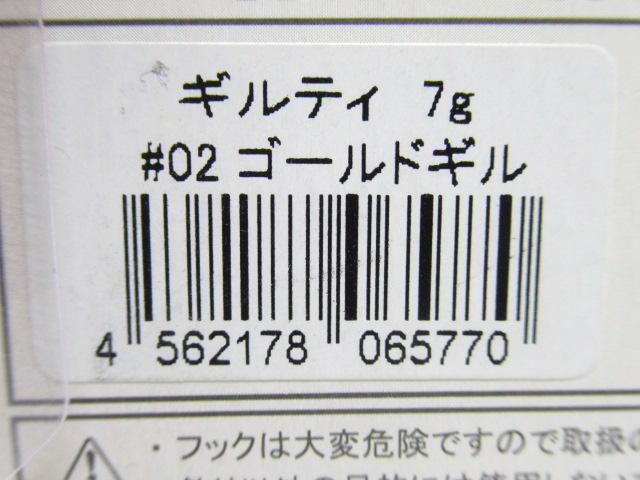 ギルティ 7g
#02 ゴールドギル
4 562178 065770
・フックは大変危険ですので取扱の